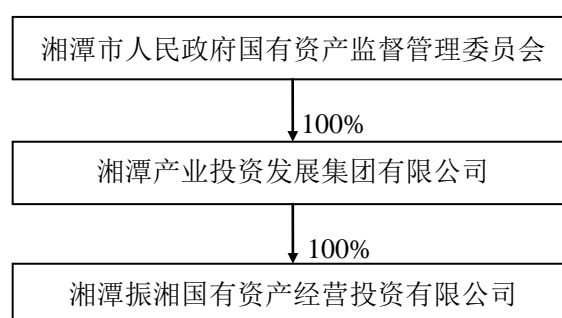 湘潭市人民政府国有资产监督管理委员会
100%
湘潭产业投资发展集团有限公司
100%
湘潭振湘国有资产经营投资有限公司